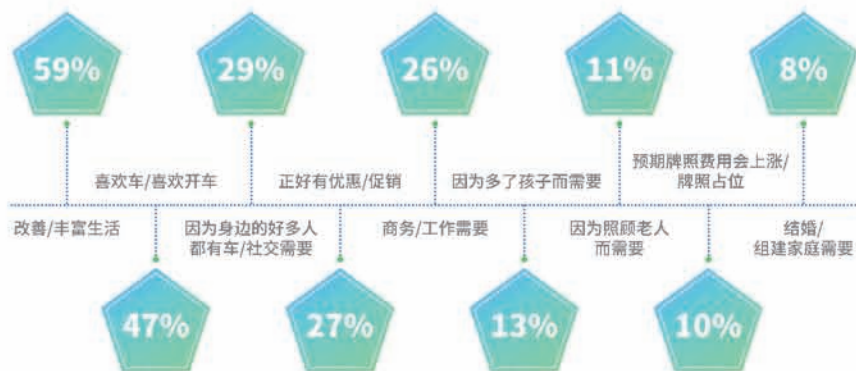 59%
29%
26%
11%
8%
喜欢车/喜欢开车
正好有优惠/促销
因为多了孩子而需要
预期牌照费用会上涨/
牌照占位
改善/丰富生活
因为身边的好多人
都有车/社交需要
商务/工作需要
因为照顾老人
而需要
结婚/
组建家庭需要
47%
27%
13%
10%